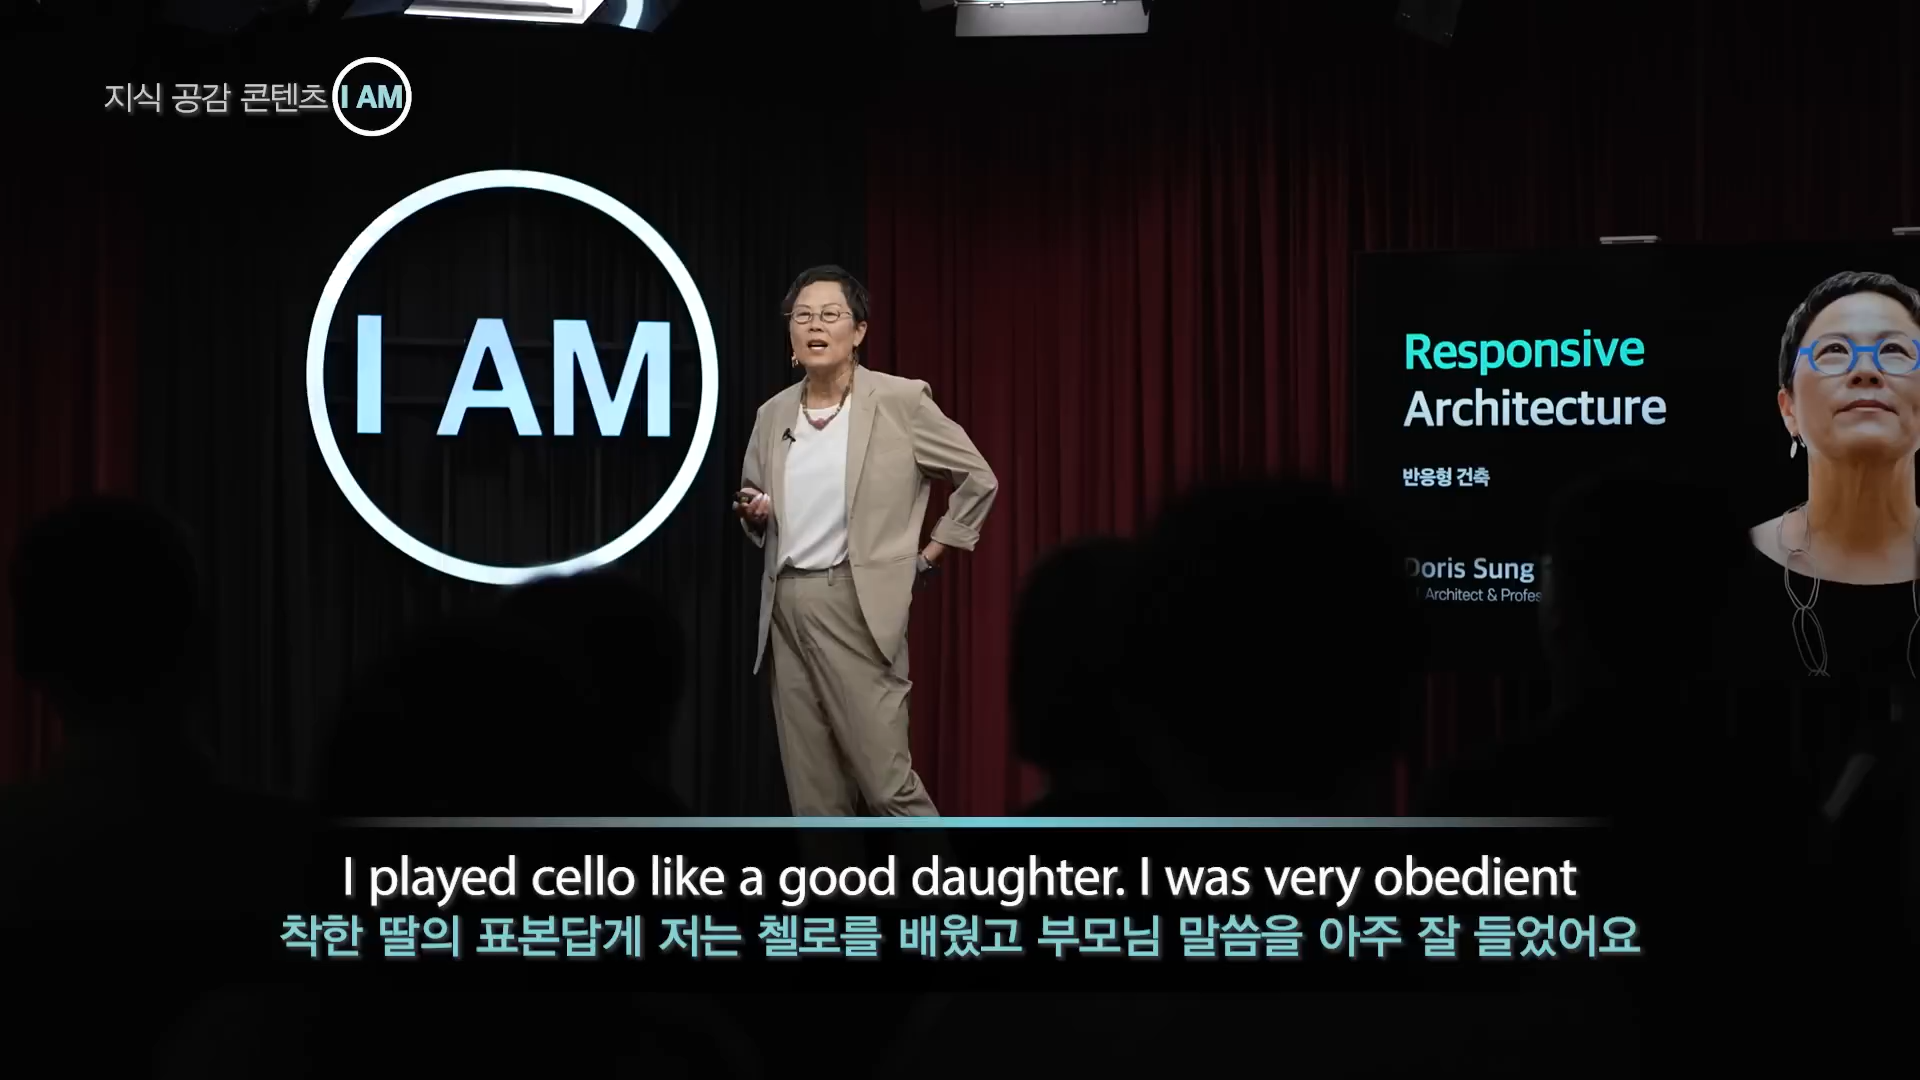 지식 공감 콘텐츠 I AM
I AM
Responsive
Architecture
반응형 건축
Doris Sung
Architect &
I played cello like a good daughter. I was very obedient
착한 딸의 표본답게 저는 첼로를 배웠고 부모님 말씀을 아주 잘 들었어요